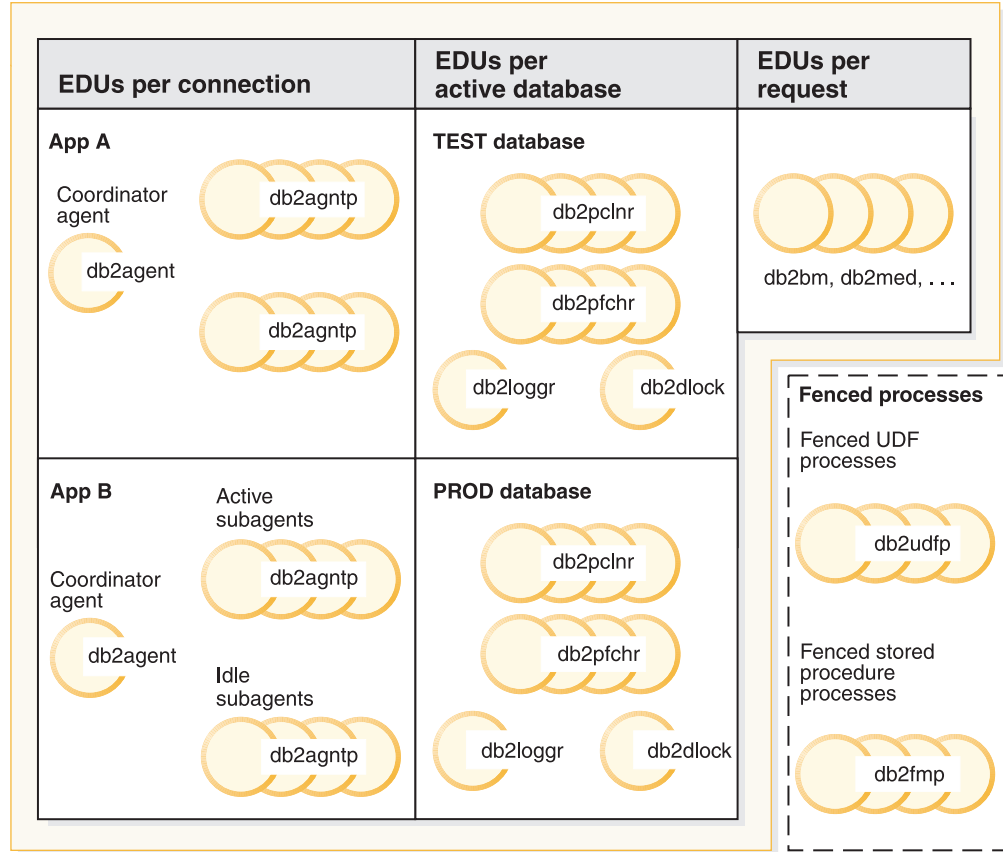 EDUs per connection
EDUs per
active database
EDUs per
request
App A
Coordinator
agent
db2agent
db2agntp
db2agntp
TEST database
db2pclnr
db2pfchr
db2loggr
db2dlock
db2bm, db2med, . . .
App B
Coordinator
agent
db2agent
Active
subagents
db2agntp
Idle
subagents
db2agntp
PROD database
db2pclnr
db2pfchr
db2loggr
db2dlock
Fenced processes
Fenced UDF
processes
db2udfp
Fenced stored
procedure
processes
db2fmp